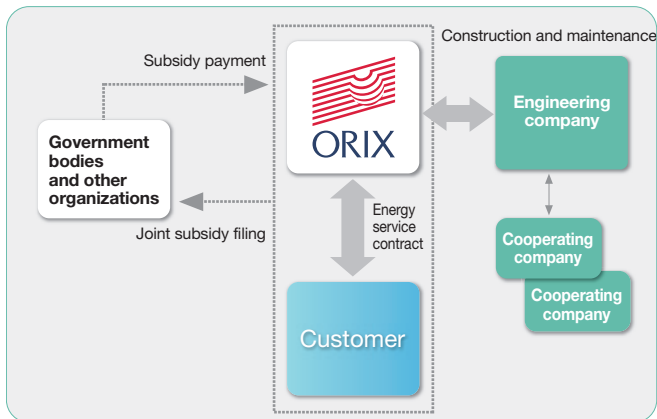 Construction and maintenance
Subsidy payment
ORIX
Engineering
company
Government
bodies
and other
organizations
Energy
service
contract
Joint subsidy filing
Cooperating
company
Cooperating
company
Customer